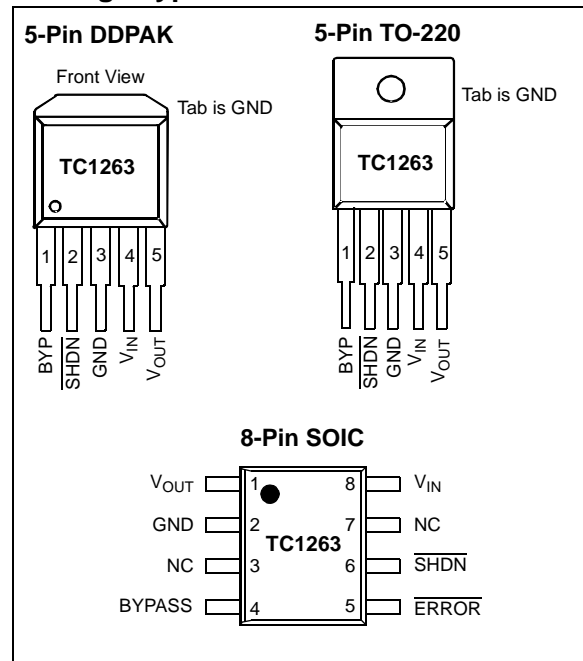 5-Pin DDPAK
Front View
Tab is GND
TC1263
1 2 3 4 5
BYP
SHDN
GND
VIN
VOUT
5-Pin TO-220
Tab is GND
TC1263
1 2 3 4 5
BYP
SHDN
GND
VIN
VOUT
8-Pin SOIC
VOUT 1 8 VIN
GND 2 7 NC
TC1263
NC 3 6 SHDN
BYPASS 4 5 ERROR